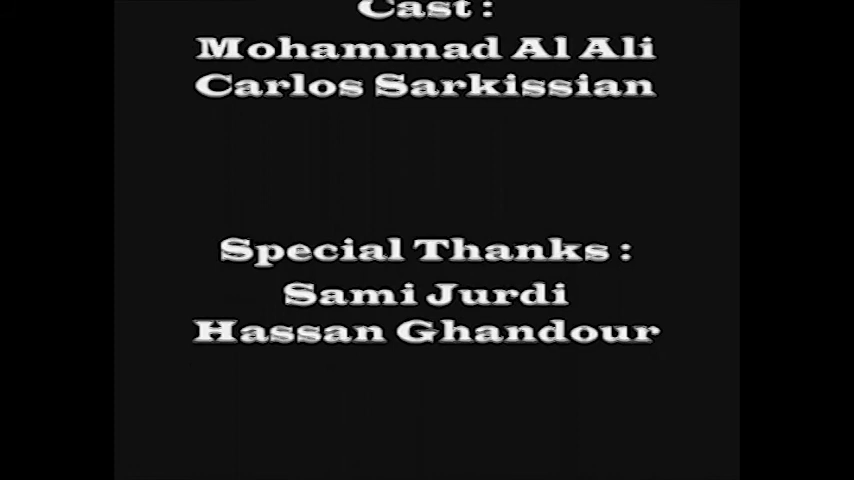 Cast :
Mohammad Al Ali
Carlos Sarkissian
Special Thanks :
Sami Jurdi
Hassan Ghandour